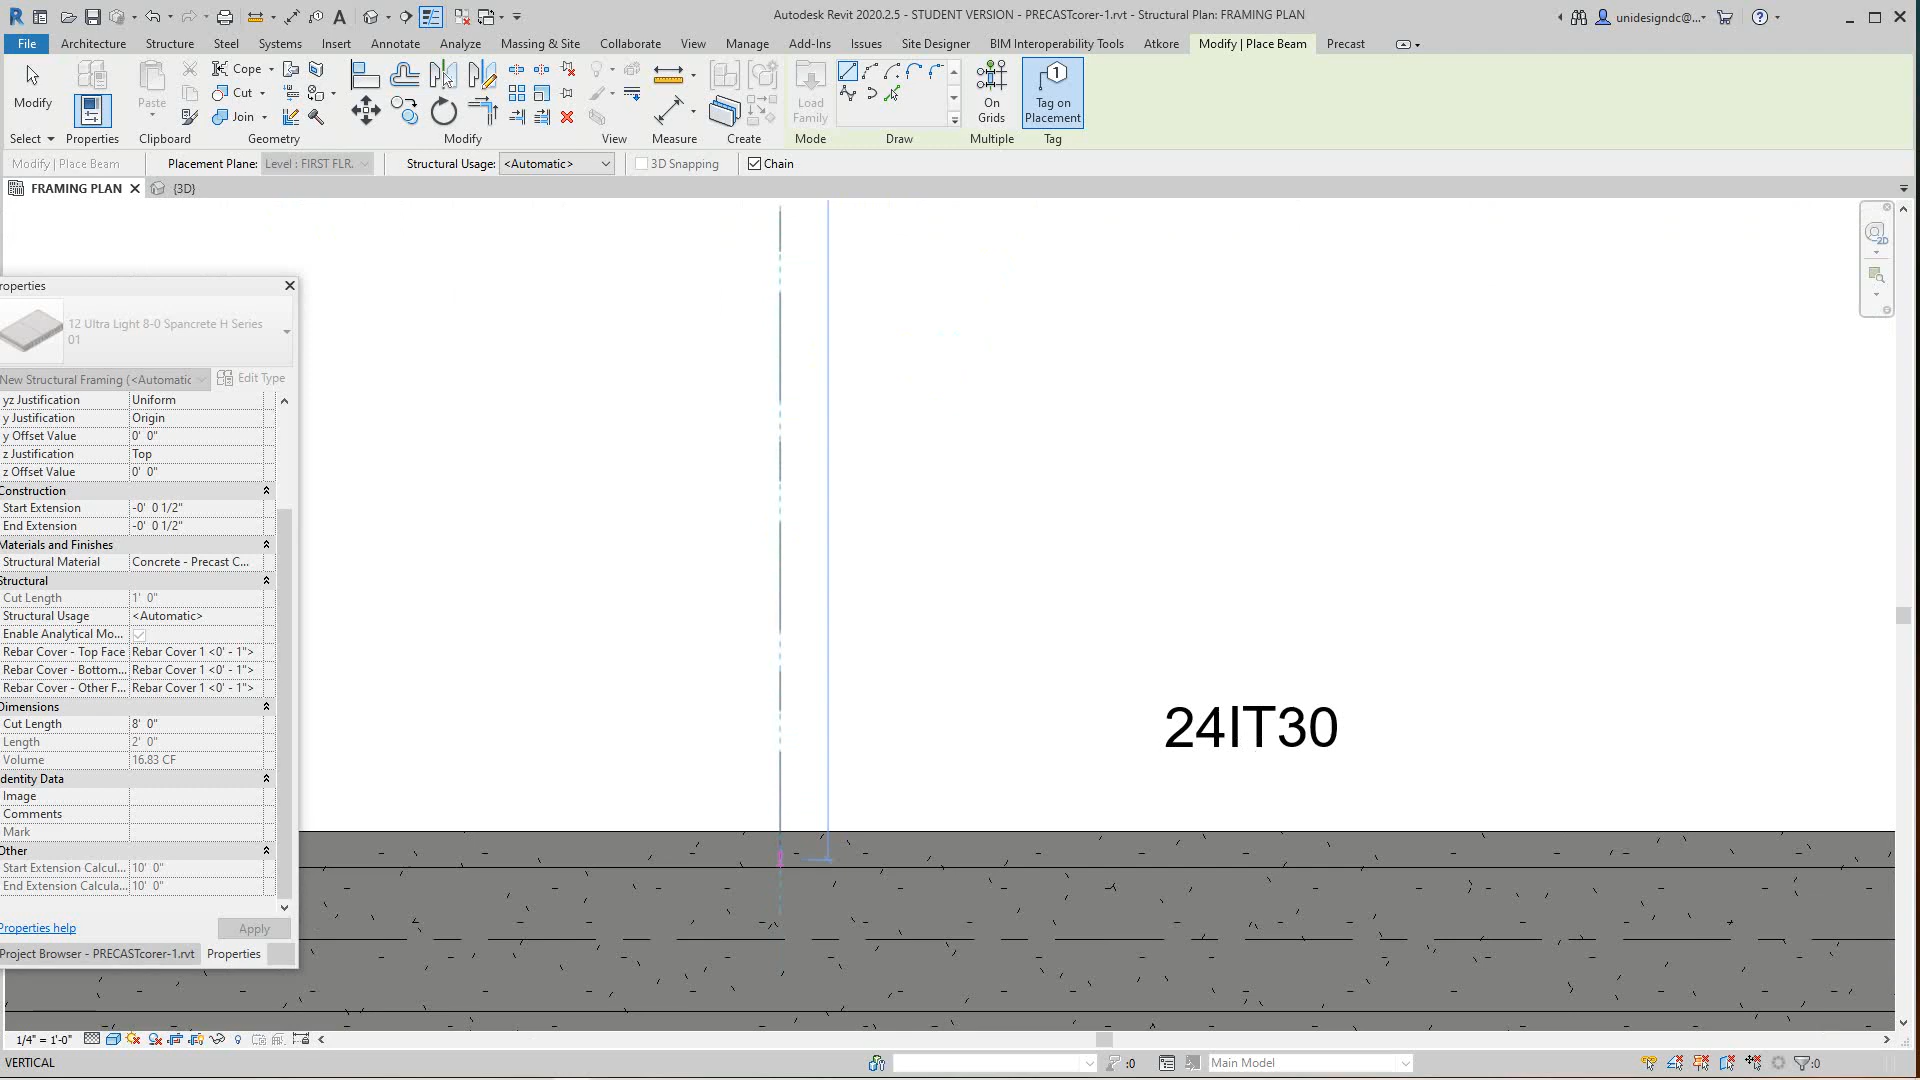 Autodesk Revit 2020.2.5 - STUDENT VERSION - PRECASTcorer-1.rvt - Structural Plan: FRAMING PLAN
unidesigndc@...
File Architecture Structure Steel Systems Insert Annotate Analyze Massing & Site Collaborate View Manage Add-Ins Issues Site Designer BIM Interoperability Tools Atkore Modify | Place Beam Precast
Modify
Paste
Cope
Cut
Join
Load Family
On Grids
Tag on Placement
Select Properties Clipboard Geometry Modify View Measure Create Mode Draw Multiple Tag
Modify | Place Beam Placement Plane: Level : FIRST FLR. Structural Usage: <Automatic> 3D Snapping Chain
FRAMING PLAN {3D}
2D
roperties
12 Ultra Light 8-0 Spancrete H Series
01
New Structural Framing (<Automatic Edit Type
yz Justification Uniform
y Justification Origin
y Offset Value 0' 0"
z Justification Top
z Offset Value 0' 0"
Construction
Start Extension -0' 0 1/2"
End Extension -0' 0 1/2"
Materials and Finishes
Structural Material Concrete - Precast C...
Structural
Cut Length 1' 0"
Structural Usage <Automatic>
Enable Analytical Mo...
Rebar Cover - Top Face Rebar Cover 1 <0' - 1">
Rebar Cover - Bottom... Rebar Cover 1 <0' - 1">
Rebar Cover - Other F... Rebar Cover 1 <0' - 1">
Dimensions
Cut Length 8' 0"
Length 2' 0"
Volume 16.83 CF
Identity Data
Image
Comments
Mark
Other
Start Extension Calcul... 10' 0"
End Extension Calcula... 10' 0"
Properties help Apply
Project Browser - PRECASTcorer-1.rvt Properties
24IT30
1/4" = 1'-0"
VERTICAL :0 Main Model :0